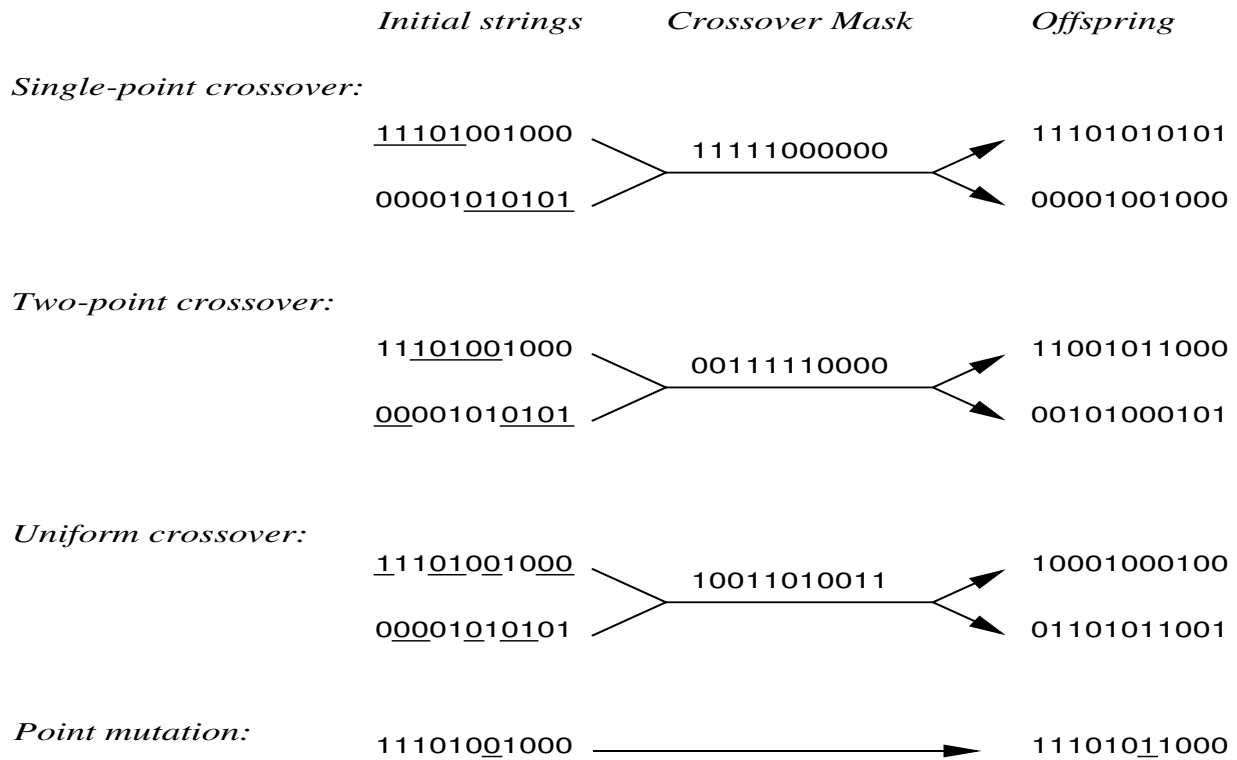 Initial strings Crossover Mask Offspring
Single-point crossover:
11101001000 11111000000 11101010101
00001010101 00001001000
Two-point crossover:
11101001000 00111110000 11001011000
00001010101 00101000101
Uniform crossover:
11101001000 10011010011 10001000100
00001010101 01101011001
Point mutation: 11101001000 11101011000